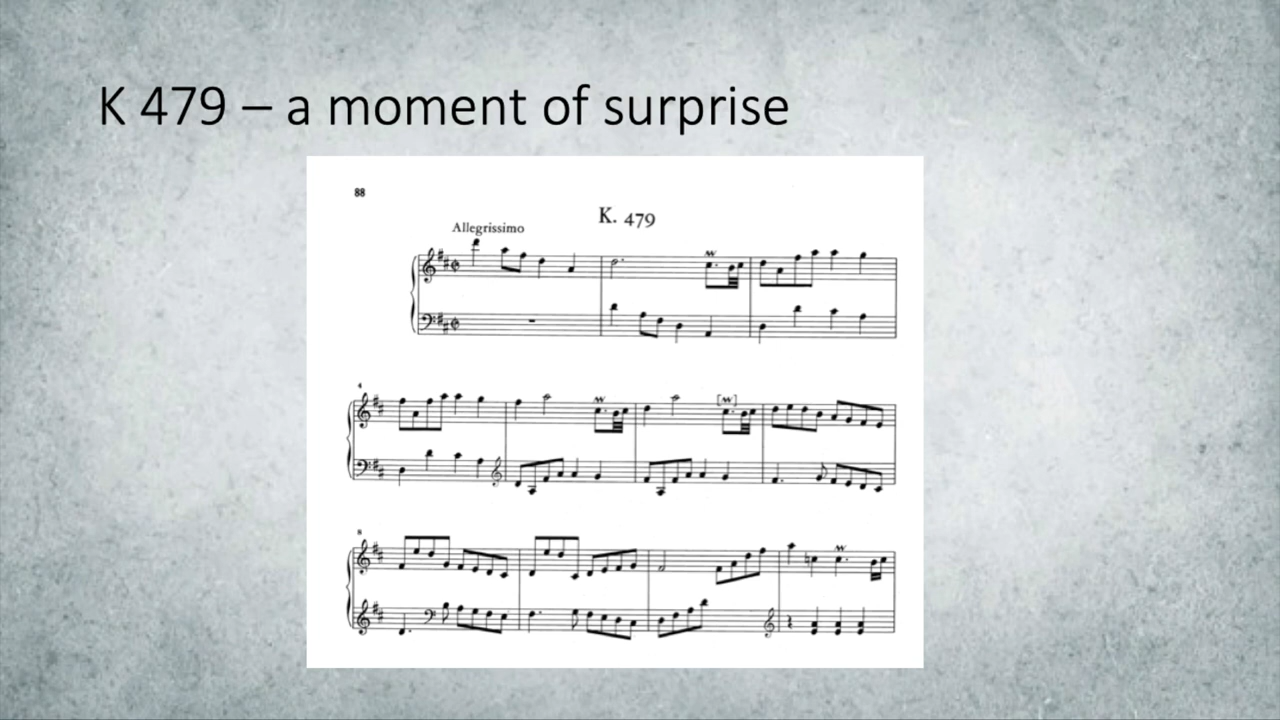 K 479 – a moment of surprise
88
K. 479
Allegrissimo
4
8